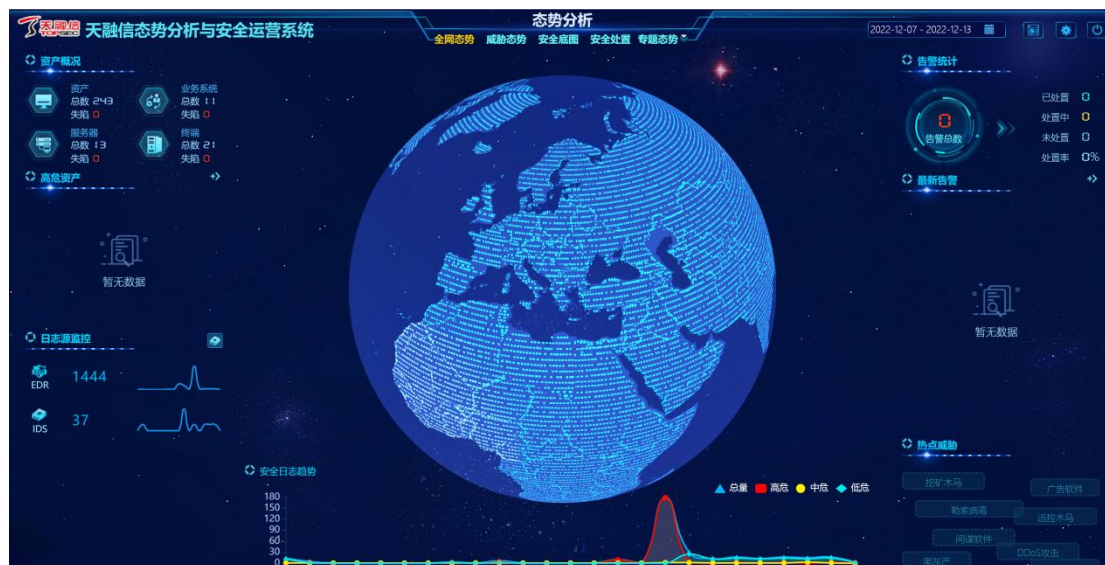 天融信 TOPSEC 天融信态势分析与安全运营系统
态势分析
全网态势 威胁态势 安全底图 安全处置 专题态势
2022-12-07 - 2022-12-13
资产概况
资产
总数 243
失陷 0
业务系统
总数 11
失陷 0
服务器
总数 13
失陷 0
终端
总数 21
失陷 0
高危资产
暂无数据
日志源监控
EDR 1444
IDS 37
安全日志趋势
总量 高危 中危 低危
180
150
120
90
60
30
0
告警统计
0
告警总数
已处置 0
处置中 0
未处置 0
处置率 0%
最新告警
暂无数据
热点威胁
挖矿木马
广告软件
勒索病毒
远控木马
间谍软件
DDoS攻击
黑灰产